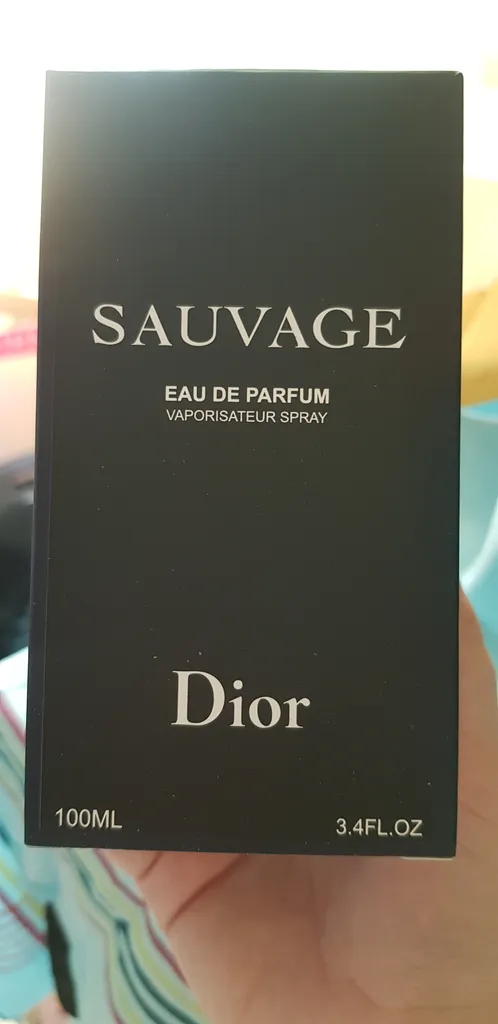 SAUVAGE
EAU DE PARFUM
VAPORISATEUR SPRAY
Dior
100ML
3.4FL.OZ